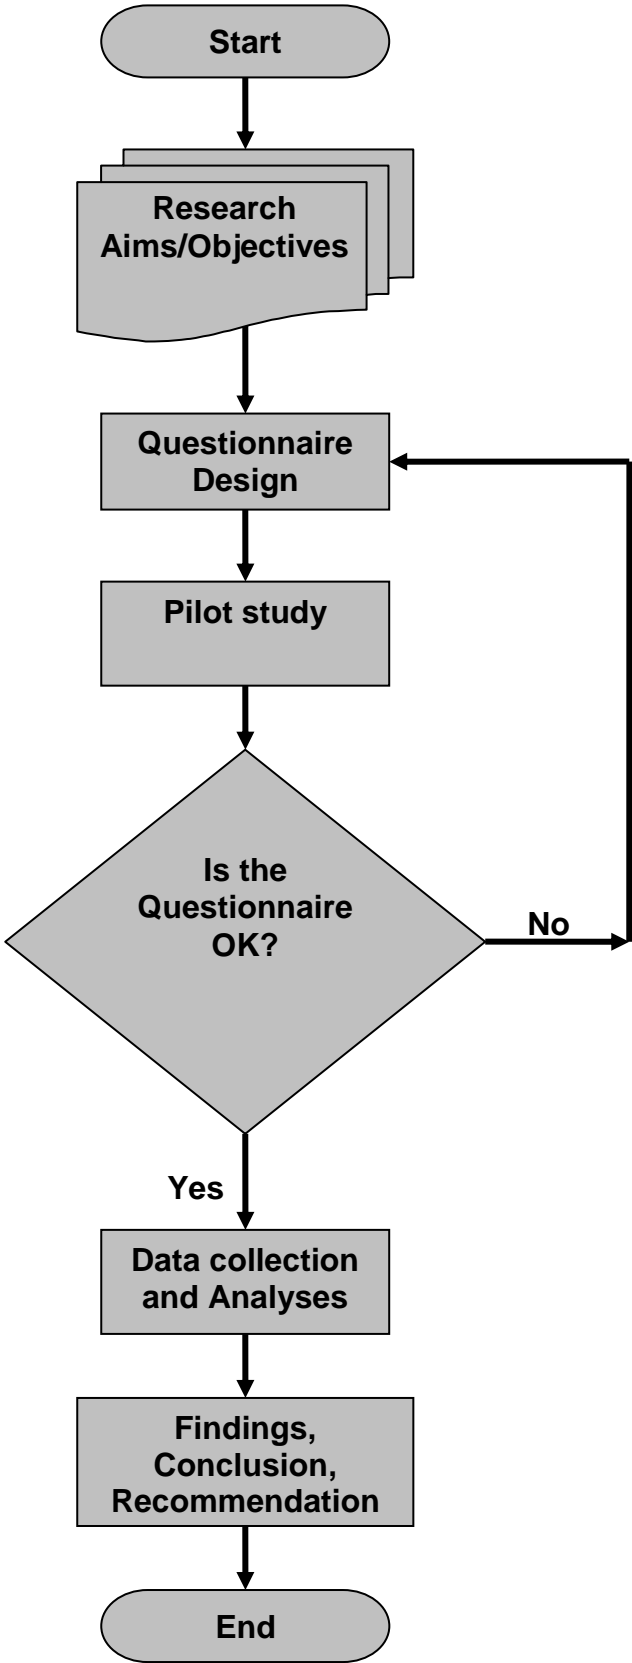 Start
Research
Aims/Objectives
Questionnaire
Design
Pilot study
Is the
Questionnaire
OK?
No
Yes
Data collection
and Analyses
Findings,
Conclusion,
Recommendation
End